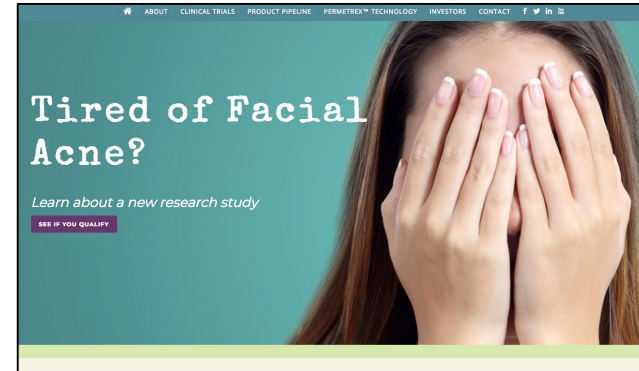 ABOUT CLINICAL TRIALS PRODUCT PIPELINE PERMETREX™ TECHNOLOGY INVESTORS CONTACT
Tired of Facial
Acne?
Learn about a new research study
SEE IF YOU QUALIFY